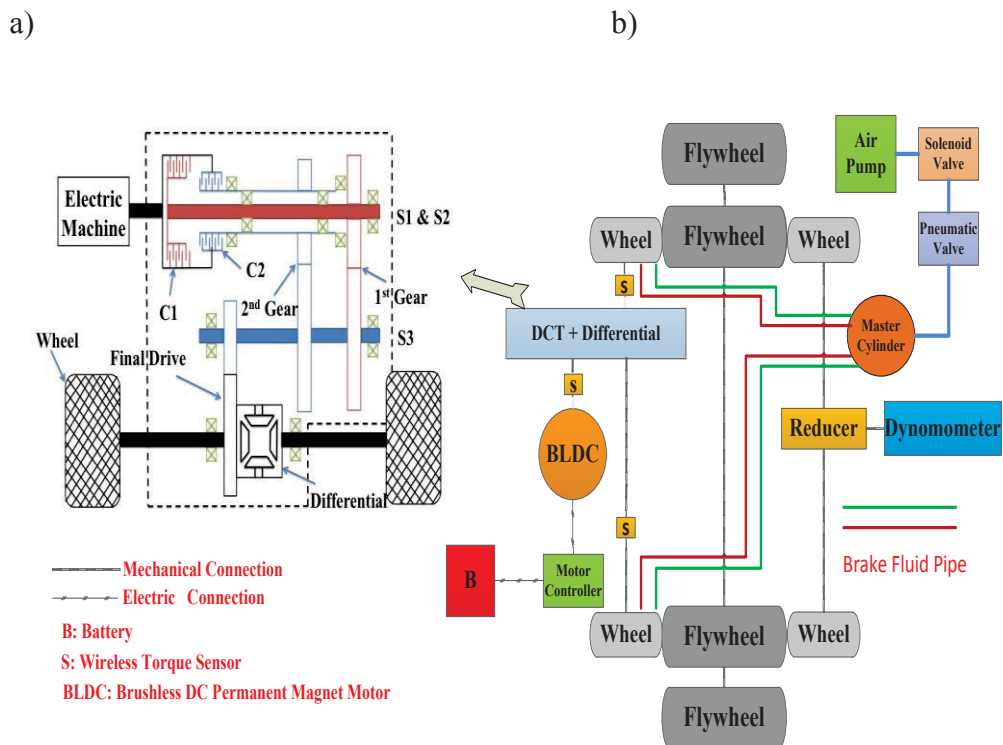 a)
Electric
Machine
S1 & S2
C2
C1
2nd Gear
1st Gear
S3
Wheel
Final Drive
Differential
Mechanical Connection
Electric Connection
B: Battery
S: Wireless Torque Sensor
BLDC: Brushless DC Permanent Magnet Motor
b)
Flywheel
Air
Pump
Solenoid
Valve
Wheel
Flywheel
Wheel
Pneumatic
Valve
S
DCT + Differential
Master
Cylinder
s
BLDC
Reducer
Dynomometer
S
B
Motor
Controller
Brake Fluid Pipe
Wheel
Flywheel
Wheel
Flywheel